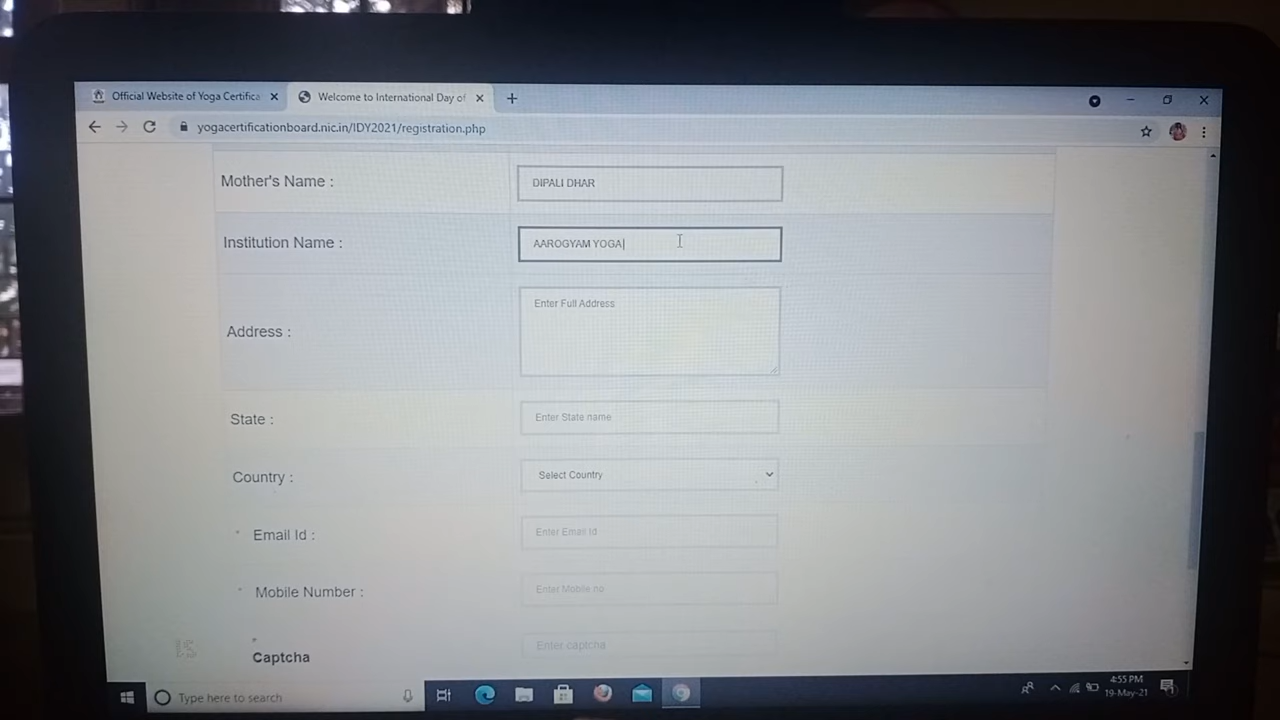 Official Website of Yoga Certifica
Welcome to International Day of
yogacertificationboard.nic.in/IDY2021/registration.php
Mother's Name :
DIPALI DHAR
Institution Name :
AAROGYAM YOGA
Address :
Enter Full Address
State :
Enter State name
Country :
Select Country
* Email Id :
Enter Email Id
* Mobile Number :
Enter Mobile no
*
Captcha
Enter captcha
Type here to search
4:55 PM
19-May-21